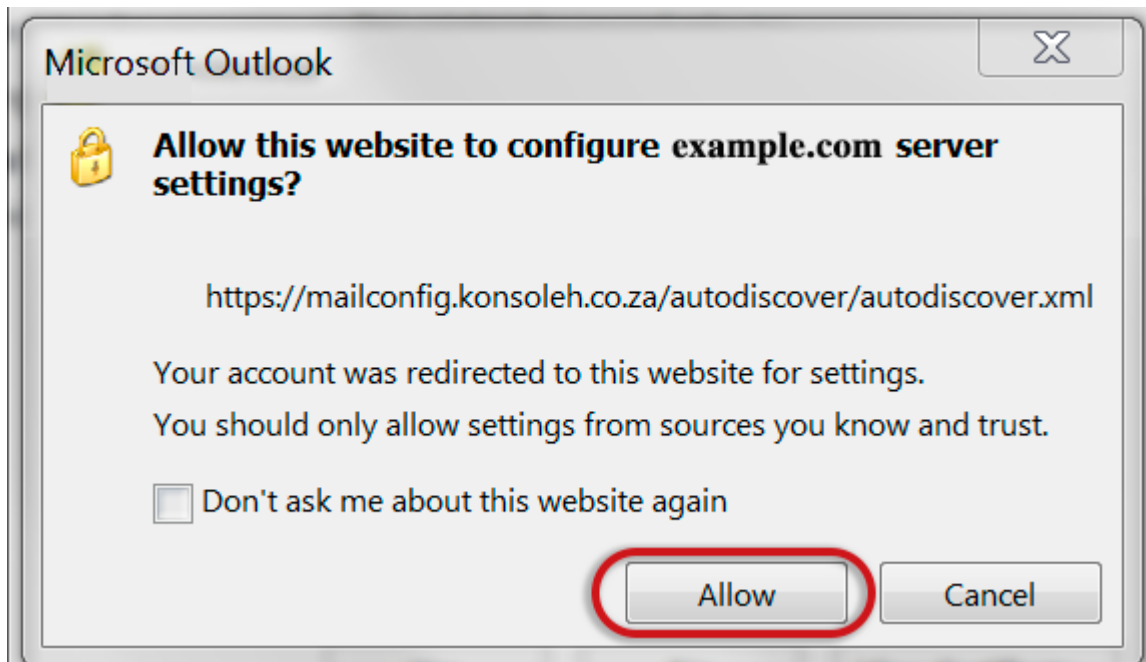 Microsoft Outlook
Allow this website to configure example.com server
settings?
https://mailconfig.konsoleh.co.za/autodiscover/autodiscover.xml
Your account was redirected to this website for settings.
You should only allow settings from sources you know and trust.
Don't ask me about this website again
Allow Cancel